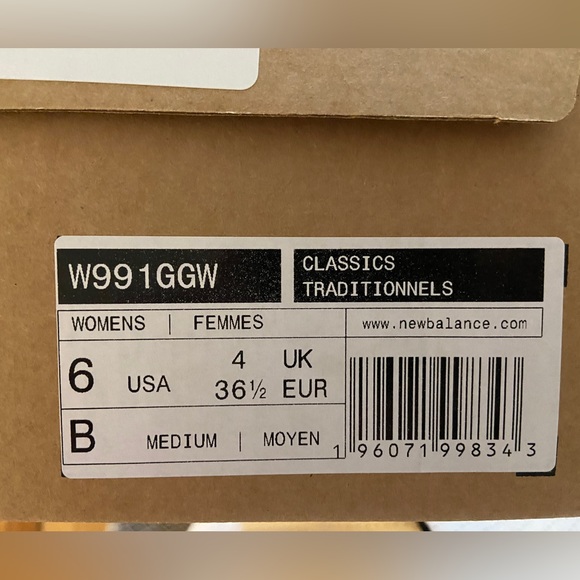 W991GGW
CLASSICS
TRADITIONNELS
WOMENS | FEMMES
www.newbalance.com
6 USA
4 UK
36½ EUR
B MEDIUM | MOYEN
1 96071 99834 3